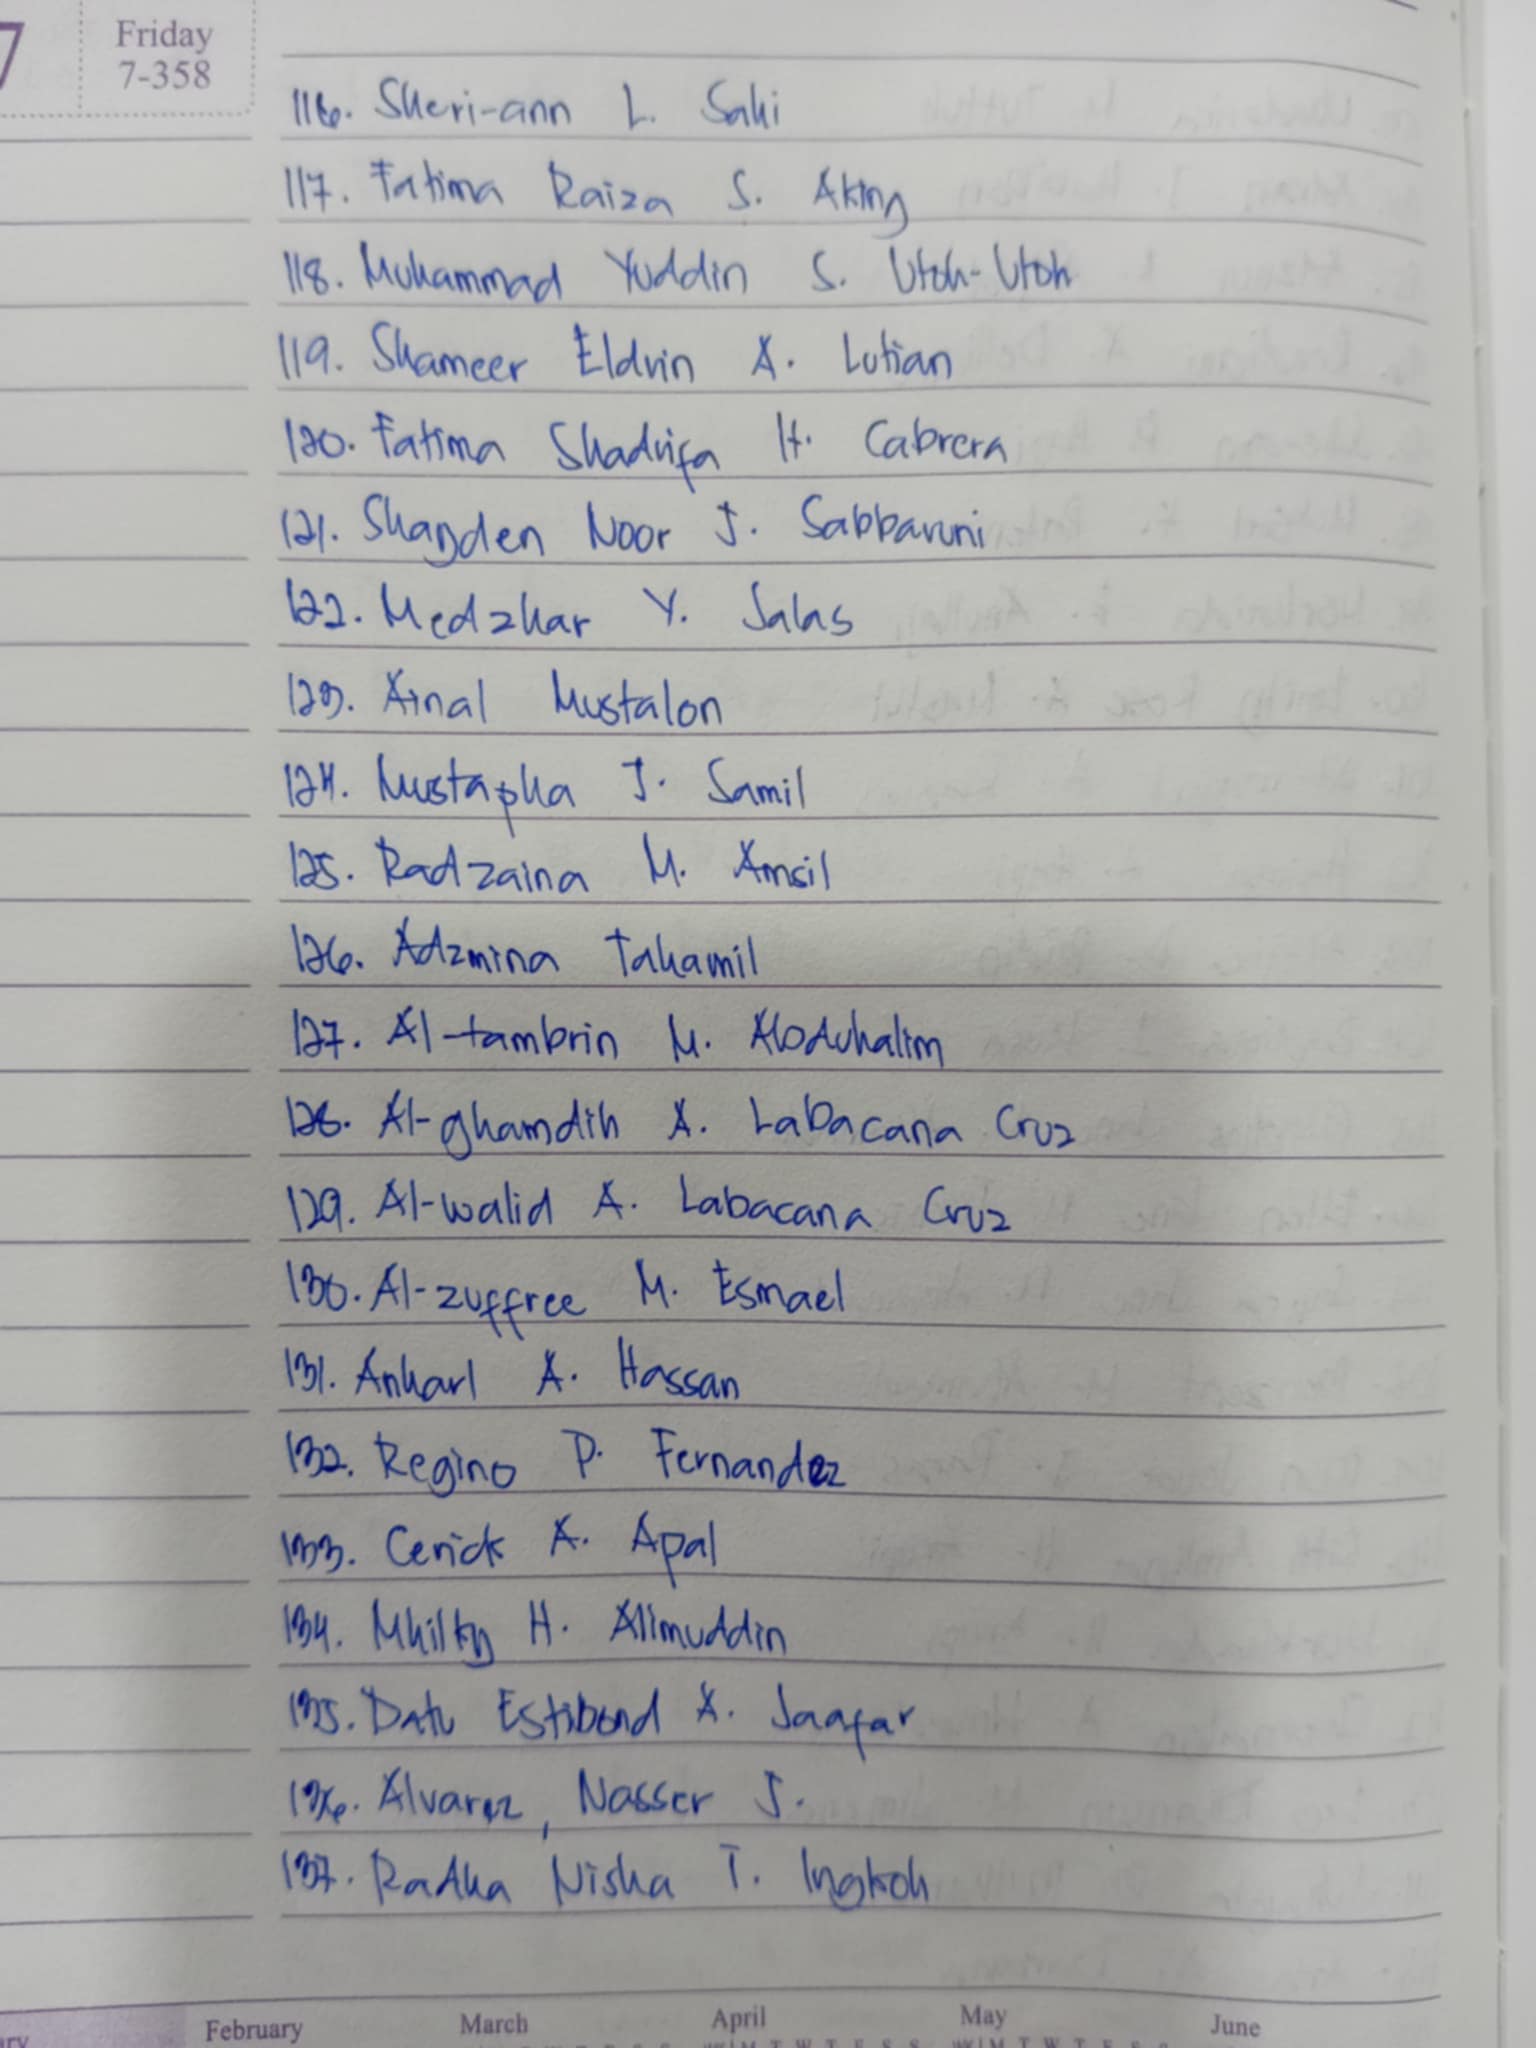 Friday
7-358
116. Sheri-ann L. Sahi
117. Fatima Raiza S. Aking
118. Muhammad Yuddin S. Utoh-Utoh
119. Shameer Eldrin A. Lutian
120. Fatima Shadrifa H. Cabrera
121. Shagden Noor J. Sabbaruni
122. Medzhar Y. Salas
123. Ainal Mustalon
124. Mustapha J. Samil
125. Radzaina M. Amsil
126. Adzmina Tahamil
127. Al-tambrin M. Abduhalim
128. Al-ghamdih A. Labacana Cruz
129. Al-walid A. Labacana Cruz
130. Al-zuffree M. Esmael
131. Anharl A. Hassan
132. Regino P. Fernandez
133. Cerick A. Apal
134. Mhilky H. Alimuddin
135. Datu Estibend A. Jaafar
136. Alvarez, Nasser J.
137. Radha Nisha T. Ingkoh
February March April May June